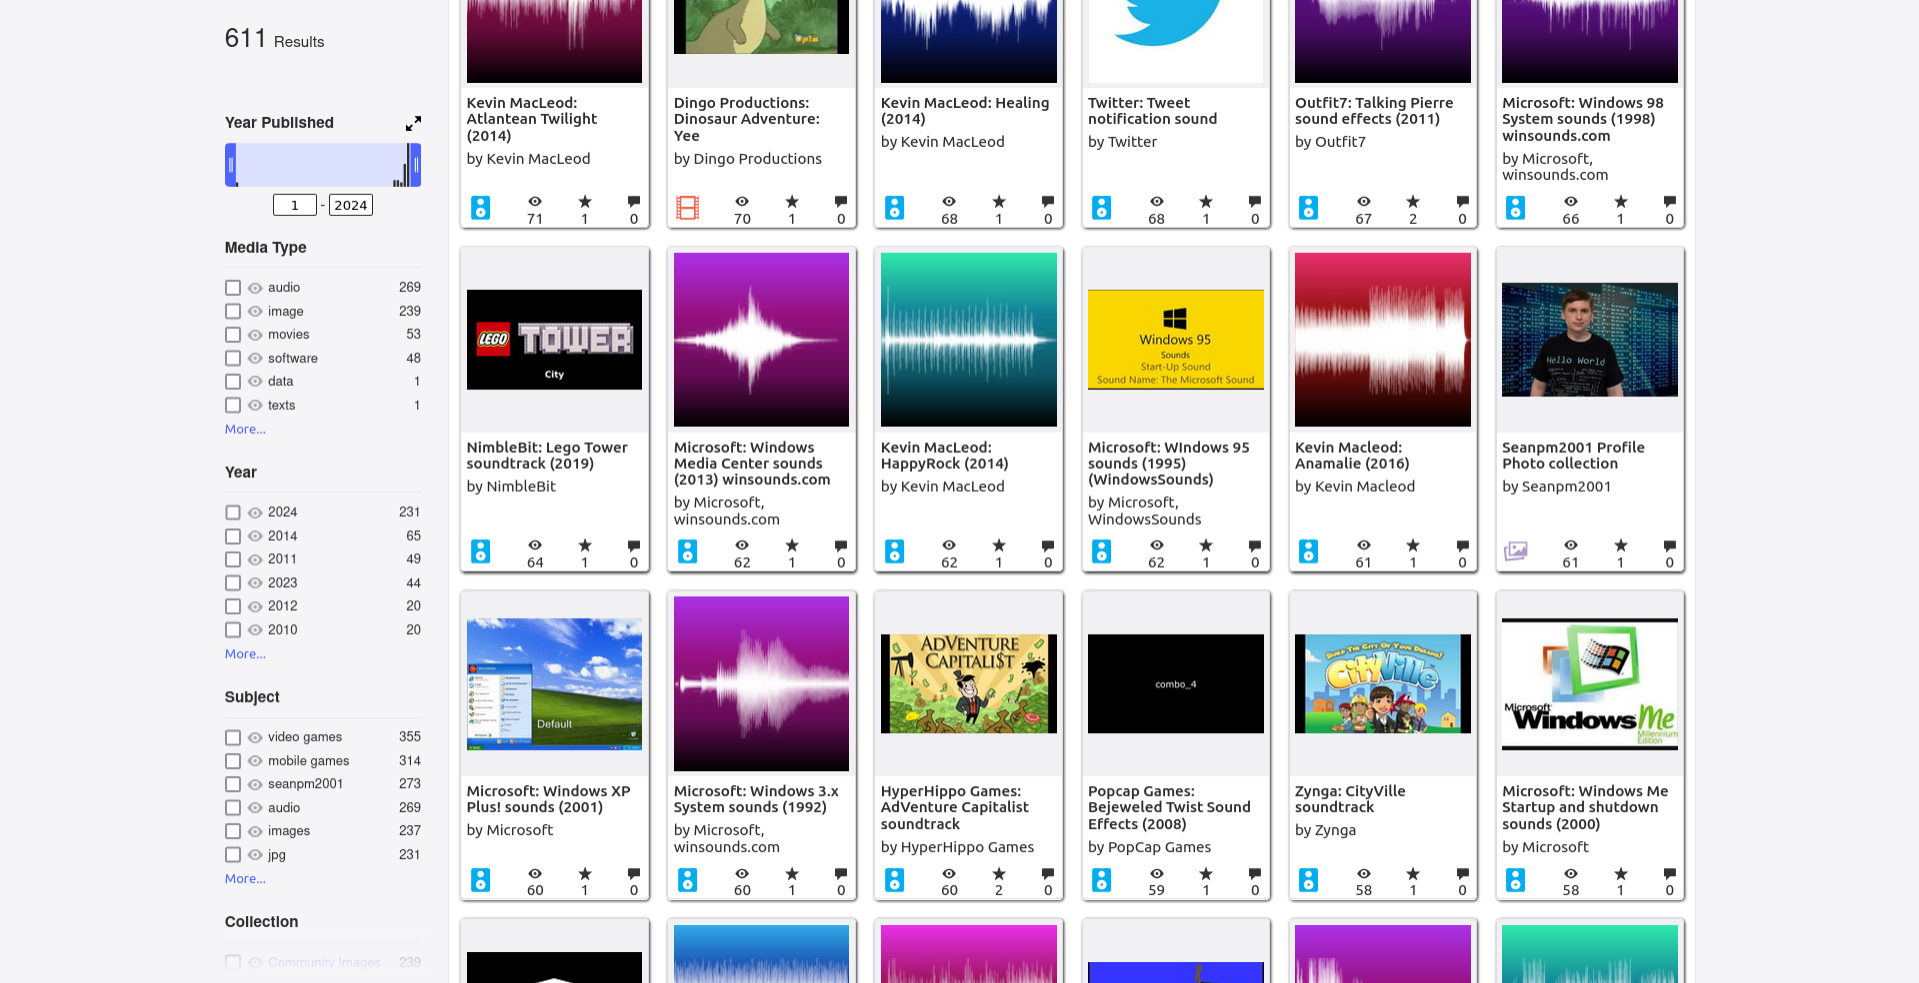 611 Results
Year Published
1 - 2024
Media Type
audio 269
image 239
movies 53
software 48
data 1
texts 1
More...
Year
2024 231
2014 65
2011 49
2023 44
2012 20
2010 20
More...
Subject
video games 355
mobile games 314
seanpm2001 273
audio 269
images 237
jpg 231
More...
Collection
Community Images 239
Kevin MacLeod:
Atlantean Twilight
(2014)
by Kevin MacLeod
71 1 0
Dingo Productions:
Dinosaur Adventure:
Yee
by Dingo Productions
70 1 0
Kevin MacLeod: Healing
(2014)
by Kevin MacLeod
68 1 0
Twitter: Tweet
notification sound
by Twitter
68 1 0
Outfit7: Talking Pierre
sound effects (2011)
by Outfit7
67 2 0
Microsoft: Windows 98
System sounds (1998)
winsounds.com
by Microsoft,
winsounds.com
66 1 0
LEGO TOWER
City
NimbleBit: Lego Tower
soundtrack (2019)
by NimbleBit
64 1 0
Microsoft: Windows
Media Center sounds
(2013) winsounds.com
by Microsoft,
winsounds.com
62 1 0
Kevin MacLeod:
HappyRock (2014)
by Kevin MacLeod
62 1 0
Windows 95
Sounds
Start-Up Sound
Sound Name: The Microsoft Sound
Microsoft: WIndows 95
sounds (1995)
(WindowsSounds)
by Microsoft,
WindowsSounds
62 1 0
Kevin Macleod:
Anamalie (2016)
by Kevin Macleod
61 1 0
Hello World
Seanpm2001 Profile
Photo collection
by Seanpm2001
61 1 0
Default
Microsoft: Windows XP
Plus! sounds (2001)
by Microsoft
60 1 0
Microsoft: Windows 3.x
System sounds (1992)
by Microsoft,
winsounds.com
60 1 0
ADVENTURE
CAPITALI$T
HyperHippo Games:
AdVenture Capitalist
soundtrack
by HyperHippo Games
60 2 0
combo_4
Popcap Games:
Bejeweled Twist Sound
Effects (2008)
by PopCap Games
59 1 0
BUILD THE CITY OF YOUR DREAMS!
CityVille
Zynga: CityVille
soundtrack
by Zynga
58 1 0
Microsoft
Windows Me
Millennium
Edition
Microsoft: Windows Me
Startup and shutdown
sounds (2000)
by Microsoft
58 1 0